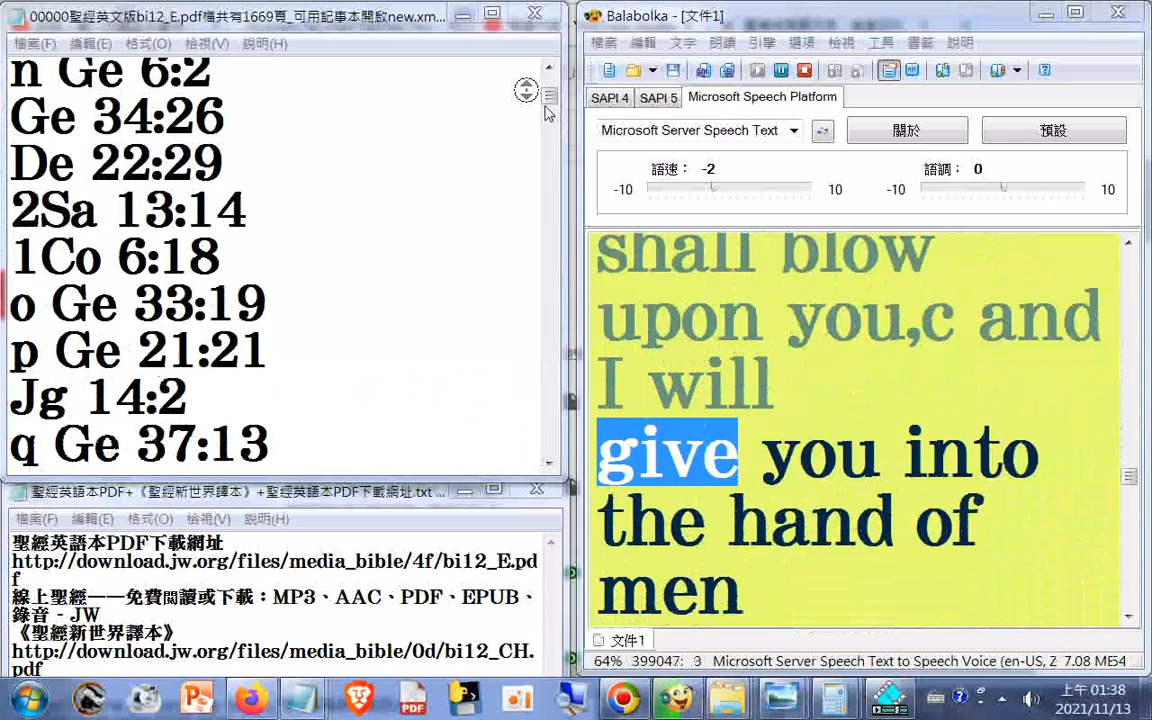 00000聖經英文版bi12_E.pdf檔共有1669頁_可用記事本開啟new.xm...
檔案(F) 編輯(E) 格式(O) 檢視(V) 說明(H)
n Ge 6:2
Ge 34:26
De 22:29
2Sa 13:14
1Co 6:18
o Ge 33:19
p Ge 21:21
Jg 14:2
q Ge 37:13
聖經英語本PDF+《聖經新世界譯本》+聖經英語本PDF下載網址.txt ...
檔案(F) 編輯(E) 格式(O) 檢視(V) 說明(H)
聖經英語本PDF下載網址
http://download.jw.org/files/media_bible/4f/bi12_E.pd
f
線上聖經——免費閱讀或下載：MP3、AAC、PDF、EPUB、
錄音 - JW
《聖經新世界譯本》
http://download.jw.org/files/media_bible/0d/bi12_CH.
pdf
Balabolka - [文件1]
檔案 編輯 文字 朗讀 引擎 選項 檢視 工具 書籤 說明
SAPI 4 SAPI 5 Microsoft Speech Platform
Microsoft Server Speech Text 關於 預設
語速： -2 語調： 0
-10 10 -10 10
shall blow
upon you,c and
I will
give you into
the hand of
men
文件1
64% 399047: Microsoft Server Speech Text to Speech Voice (en-US, Z 7.08 ME54
PDF
上午 01:38
2021/11/13